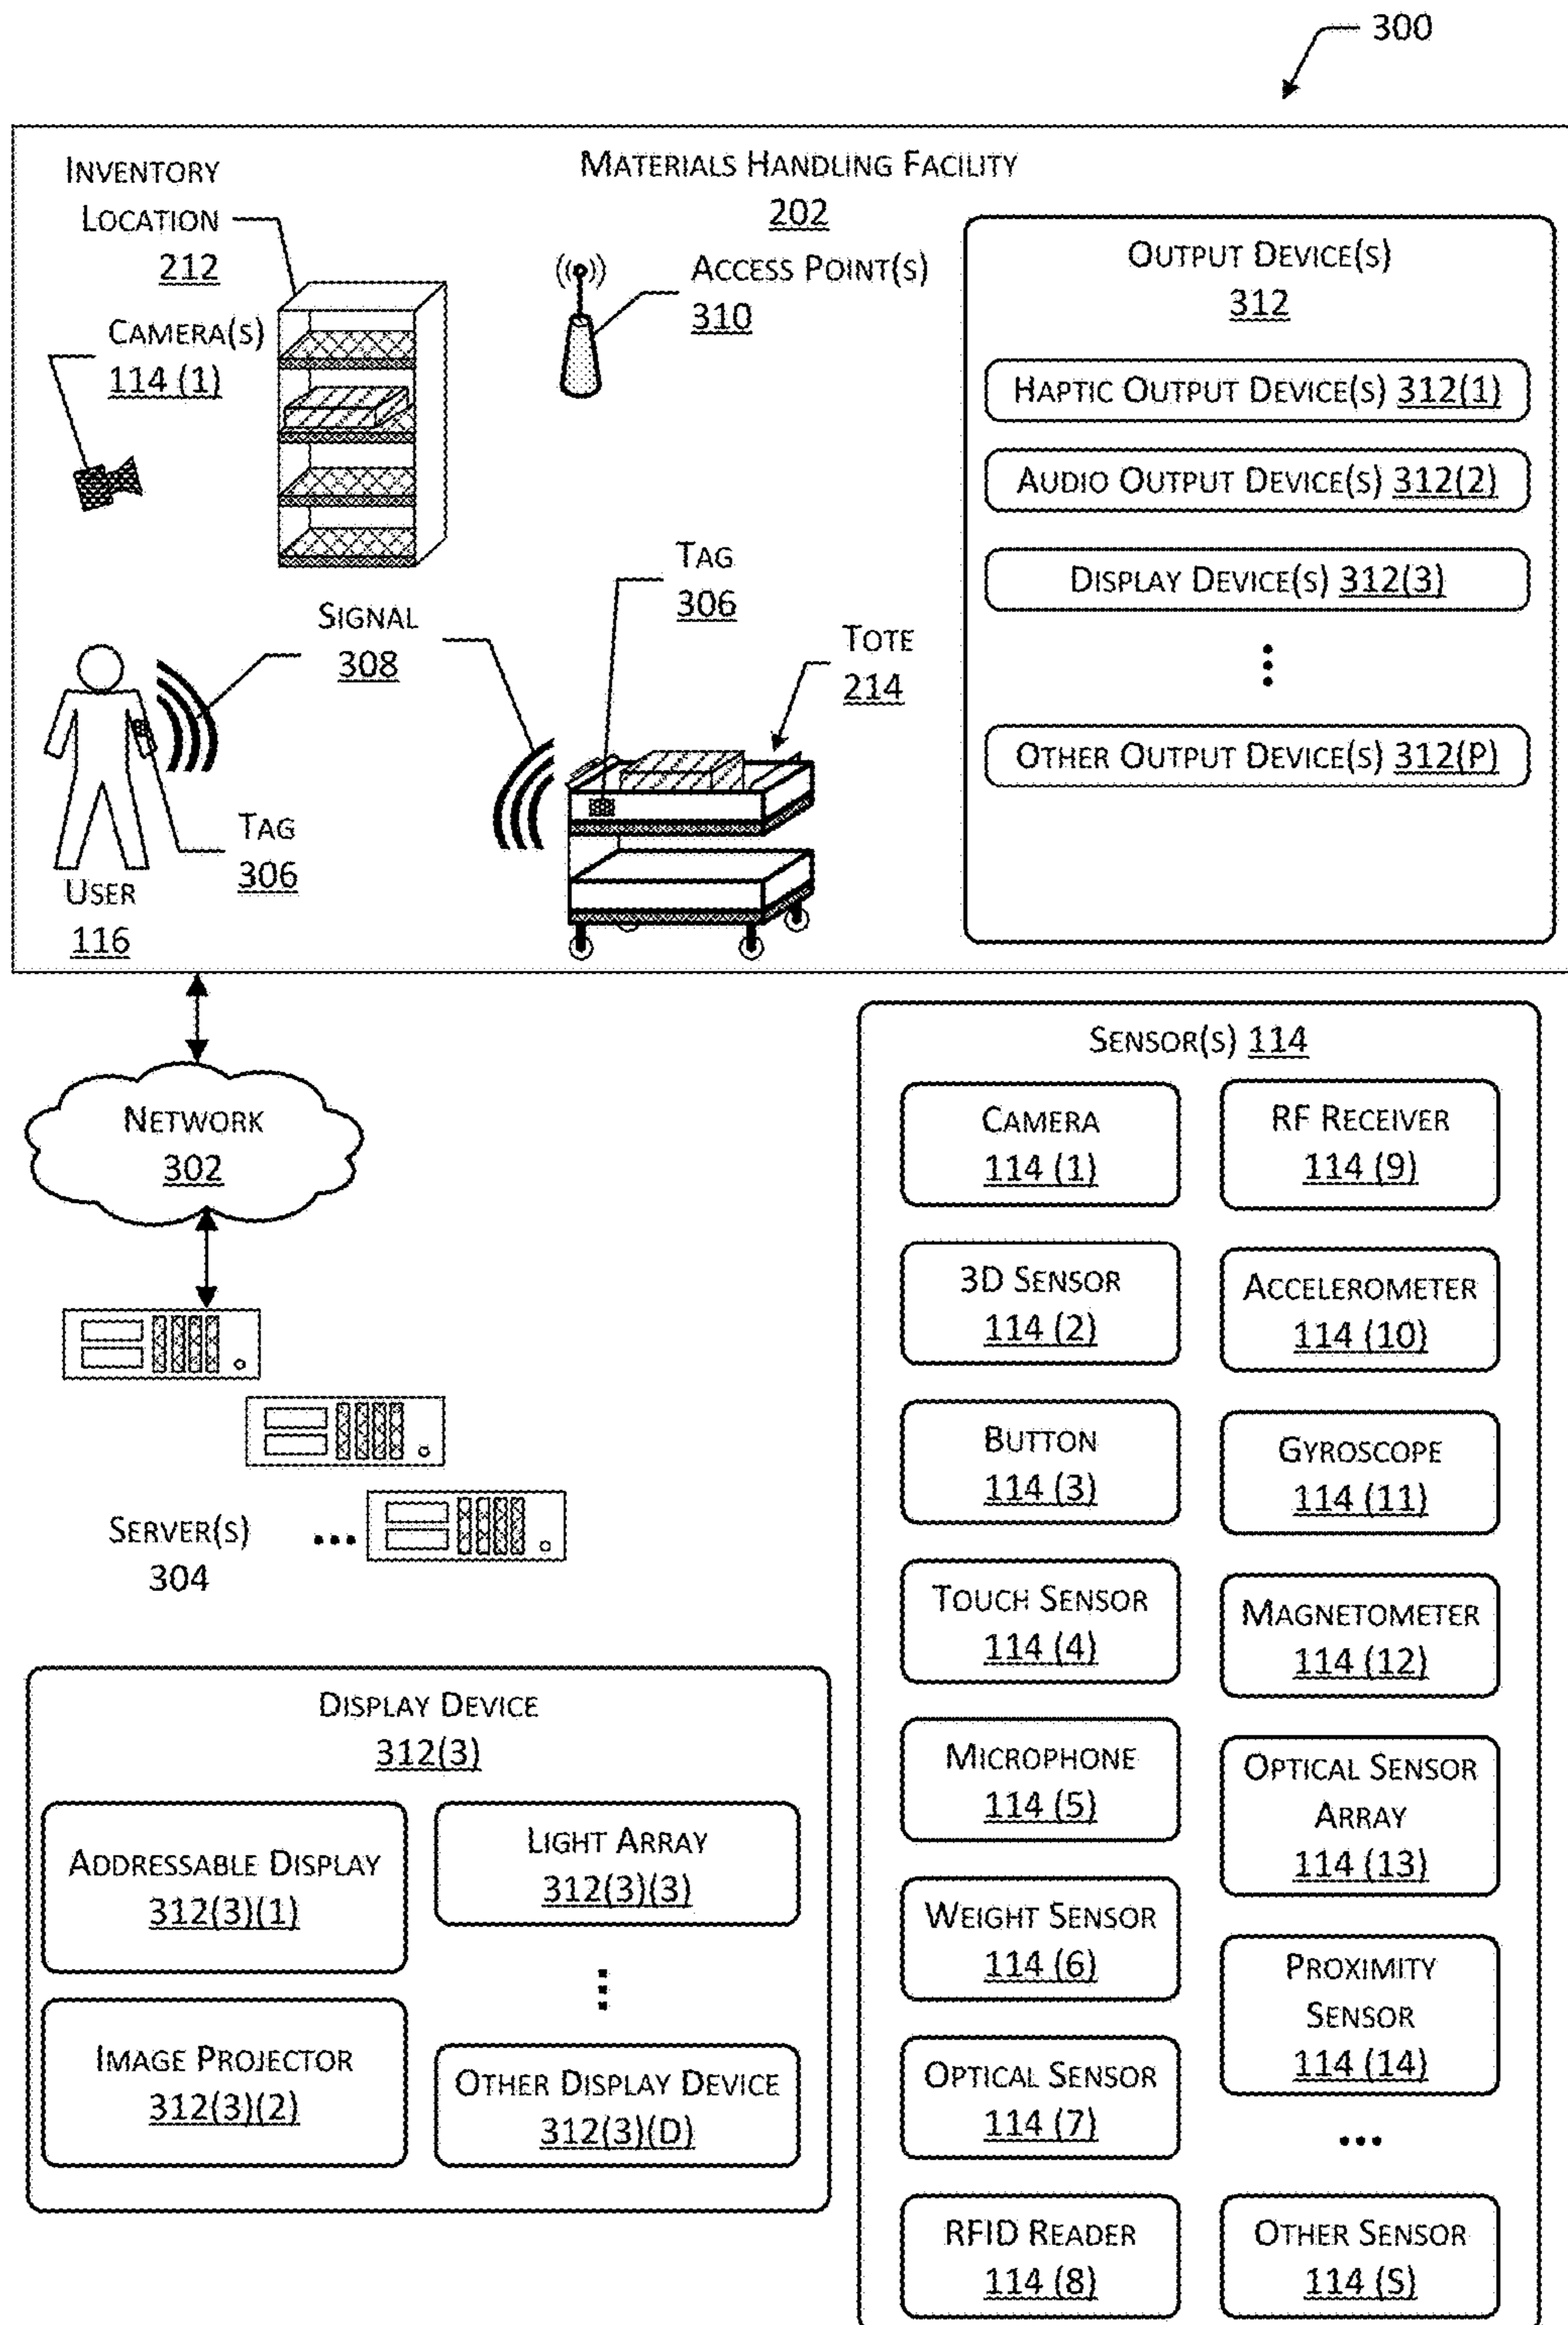 300
MATERIALS HANDLING FACILITY
202
INVENTORY
LOCATION
212
CAMERA(S)
114 (1)
ACCESS POINT(S)
310
OUTPUT DEVICE(S)
312
HAPTIC OUTPUT DEVICE(S) 312(1)
AUDIO OUTPUT DEVICE(S) 312(2)
DISPLAY DEVICE(S) 312(3)
OTHER OUTPUT DEVICE(S) 312(P)
TAG
306
SIGNAL
308
TOTE
214
TAG
306
USER
116
NETWORK
302
SERVER(S)
304
...
DISPLAY DEVICE
312(3)
ADDRESSABLE DISPLAY
312(3)(1)
IMAGE PROJECTOR
312(3)(2)
LIGHT ARRAY
312(3)(3)
OTHER DISPLAY DEVICE
312(3)(D)
SENSOR(S) 114
CAMERA
114 (1)
3D SENSOR
114 (2)
BUTTON
114 (3)
TOUCH SENSOR
114 (4)
MICROPHONE
114 (5)
WEIGHT SENSOR
114 (6)
OPTICAL SENSOR
114 (7)
RFID READER
114 (8)
RF RECEIVER
114 (9)
ACCELEROMETER
114 (10)
GYROSCOPE
114 (11)
MAGNETOMETER
114 (12)
OPTICAL SENSOR
ARRAY
114 (13)
PROXIMITY
SENSOR
114 (14)
...
OTHER SENSOR
114 (S)